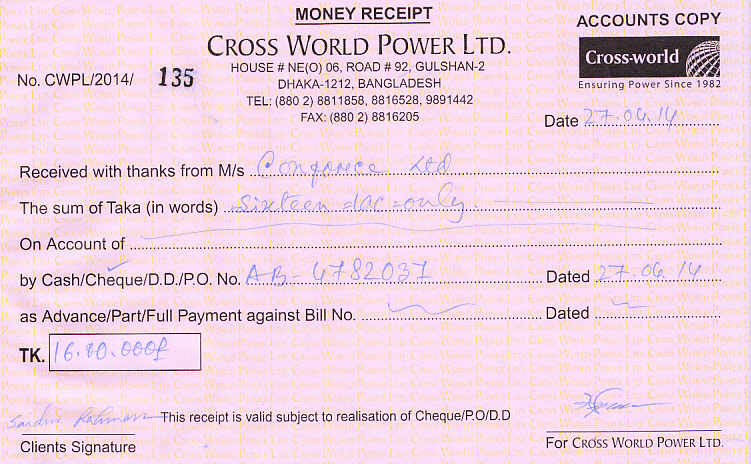 MONEY RECEIPT
ACCOUNTS COPY
CROSS WORLD POWER LTD.
Cross-world
Ensuring Power Since 1982
HOUSE # NE(O) 06, ROAD # 92, GULSHAN-2
DHAKA-1212, BANGLADESH
TEL: (880 2) 8811858, 8816528, 9891442
FAX: (880 2) 8816205
No. CWPL/2014/ 135
Date 27.04.14
Received with thanks from M/s Ltd
The sum of Taka (in words) Sixteen lac only.
On Account of
by Cash/Cheque/D.D./P.O. No. AB-4782037 Dated 27.04.14
as Advance/Part/Full Payment against Bill No. Dated
TK. 16.00.000/
This receipt is valid subject to realisation of Cheque/P.O/D.D
Clients Signature
For CROSS WORLD POWER LTD.